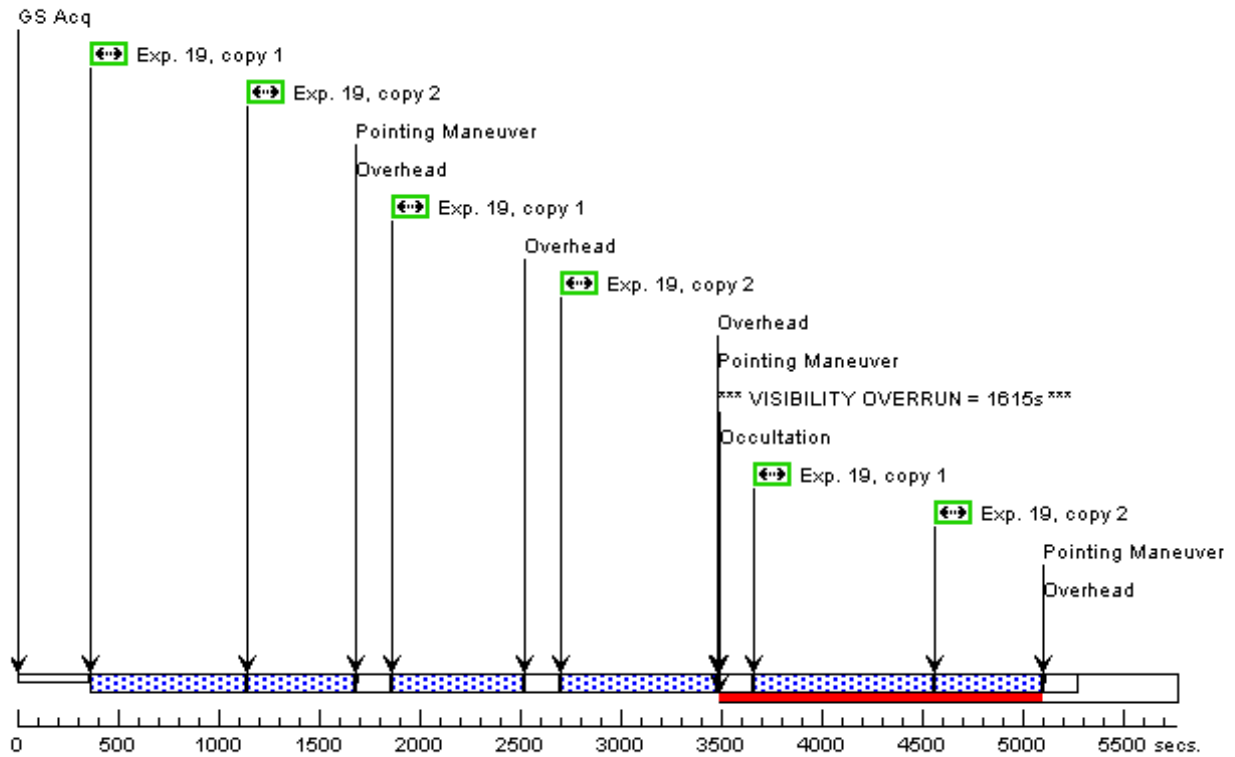 GS Acq
Exp. 19, copy 1
Exp. 19, copy 2
Pointing Maneuver
Overhead
Exp. 19, copy 1
Overhead
Exp. 19, copy 2
Overhead
Pointing Maneuver
*** VISIBILITY OVERRUN = 1615s ***
Occultation
Exp. 19, copy 1
Exp. 19, copy 2
Pointing Maneuver
Overhead
0 500 1000 1500 2000 2500 3000 3500 4000 4500 5000 5500 secs.